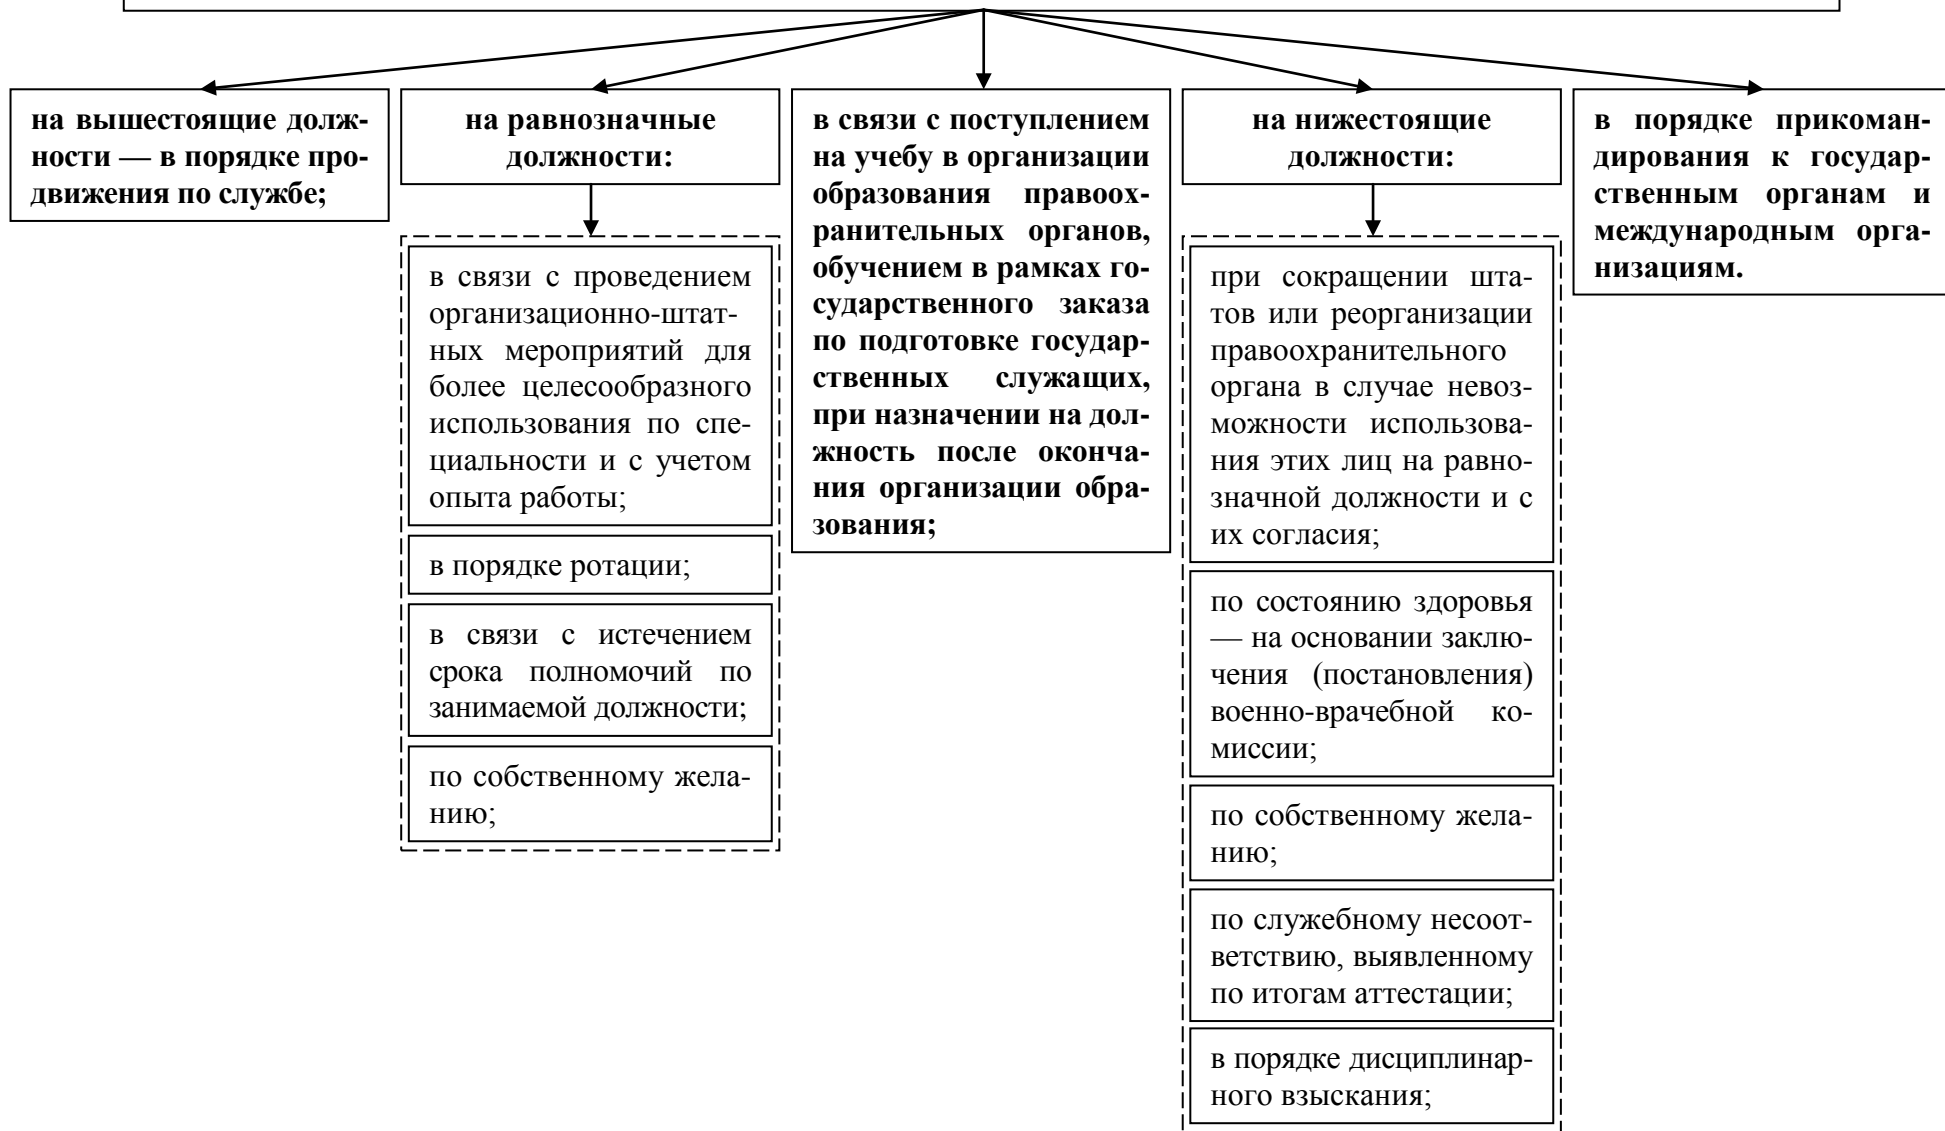 на вышестоящие долж-
ности — в порядке про-
движения по службе;
на равнозначные
должности:
в связи с проведением
организационно-штат-
ных мероприятий для
более целесообразного
использования по спе-
циальности и с учетом
опыта работы;
в порядке ротации;
в связи с истечением
срока полномочий по
занимаемой должности;
по собственному жела-
нию;
в связи с поступлением
на учебу в организации
образования правоох-
ранительных органов,
обучением в рамках го-
сударственного заказа
по подготовке государ-
ственных служащих,
при назначении на дол-
жность после оконча-
ния организации обра-
зования;
на нижестоящие
должности:
при сокращении шта-
тов или реорганизации
правоохранительного
органа в случае невоз-
можности использова-
ния этих лиц на равно-
значной должности и с
их согласия;
по состоянию здоровья
— на основании заклю-
чения (постановления)
военно-врачебной ко-
миссии;
по собственному жела-
нию;
по служебному несоот-
ветствию, выявленному
по итогам аттестации;
в порядке дисциплинар-
ного взыскания;
в порядке прикоман-
дирования к государ-
ственным органам и
международным орга-
низациям.